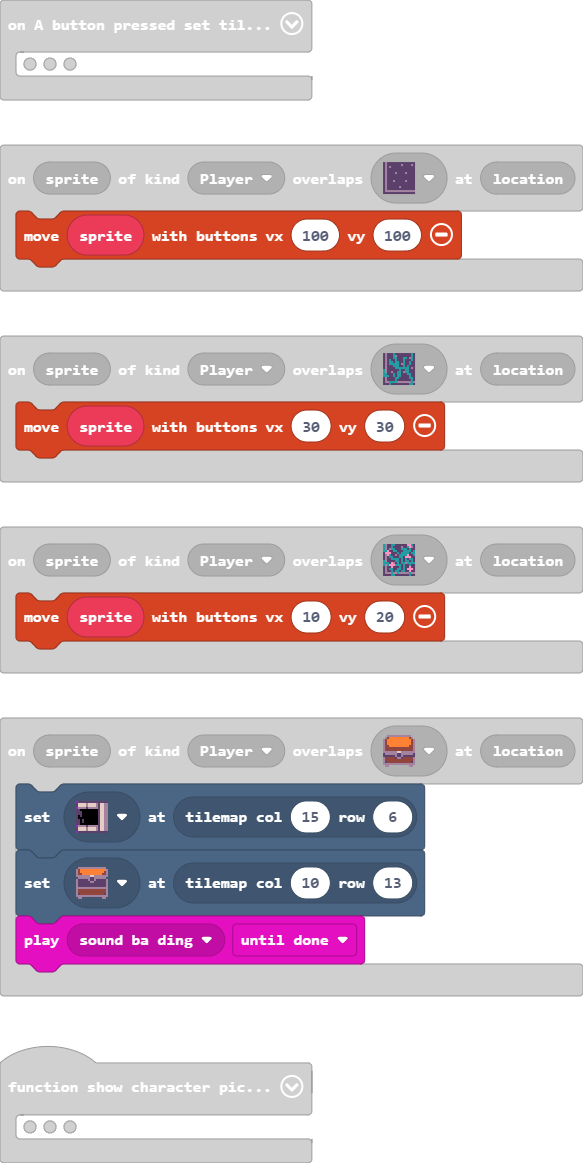 on A button pressed set til...
on sprite of kind Player overlaps at location
move sprite with buttons vx 100 vy 100
on sprite of kind Player overlaps at location
move sprite with buttons vx 30 vy 30
on sprite of kind Player overlaps at location
move sprite with buttons vx 10 vy 20
on sprite of kind Player overlaps at location
set at tilemap col 15 row 6
set at tilemap col 10 row 13
play sound ba ding until done
function show character pic...